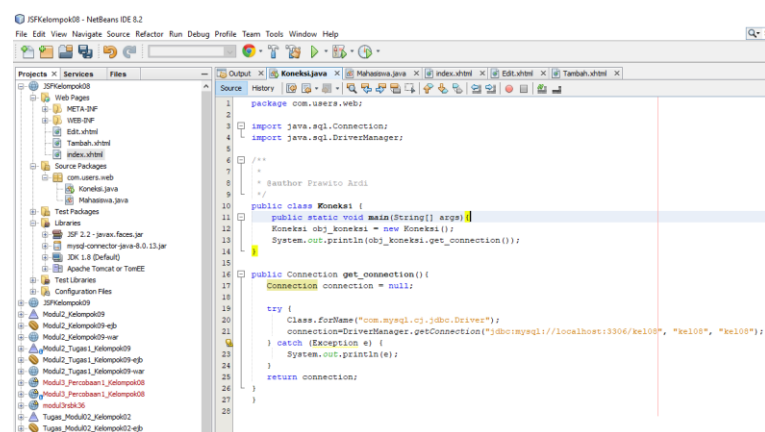 JSFKelompok08 - NetBeans IDE 8.2
File Edit View Navigate Source Refactor Run Debug Profile Team Tools Window Help
Projects × Services Files
JSFKelompok08
Web Pages
META-INF
WEB-INF
Edit.xhtml
Tambah.xhtml
index.xhtml
Source Packages
com.users.web
Koneksi.java
Mahasiswa.java
Test Packages
Libraries
JSF 2.2 - javax.faces.jar
mysql-connector-java-8.0.13.jar
JDK 1.8 (Default)
Apache Tomcat or TomEE
Test Libraries
Configuration Files
JSFKelompok09
Modul2_Kelompok09
Modul2_Kelompok09-ejb
Modul2_Kelompok09-war
Modul2_Tugas1_Kelompok09
Modul2_Tugas1_Kelompok09-ejb
Modul2_Tugas1_Kelompok09-war
Modul3_Percobaan1_Kelompok08
Modul3_Percobaan1_Kelompok08
modul3rsbk36
Tugas_Modul02_Kelompok02
Tugas_Modul02_Kelompok02-ejb
Output × Koneksi.java × Mahasiswa.java × index.xhtml × Edit.xhtml × Tambah.xhtml ×
Source History
1 package com.users.web;
2
3 import java.sql.Connection;
4 import java.sql.DriverManager;
5
6 /**
7 *
8 * @author Prawito Ardi
9 */
10 public class Koneksi {
11 public static void main(String[] args){
12 Koneksi obj_koneksi = new Koneksi();
13 System.out.println(obj_koneksi.get_connection());
14 }
15
16 public Connection get_connection(){
17 Connection connection = null;
18
19 try {
20 Class.forName("com.mysql.cj.jdbc.Driver");
21 connection=DriverManager.getConnection("jdbc:mysql://localhost:3306/kel08", "kel08", "kel08");
} catch (Exception e) {
23 System.out.println(e);
24 }
25 return connection;
26 }
27 }
28